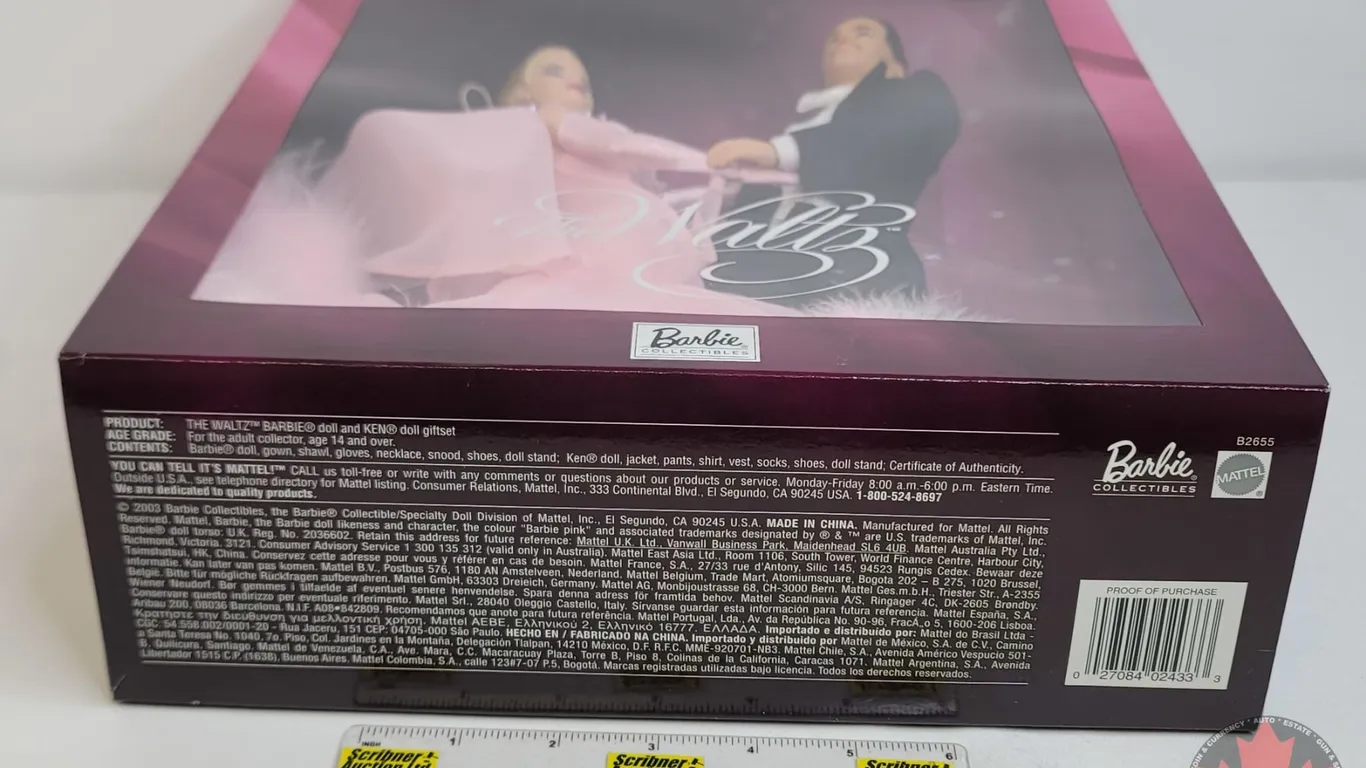 The Waltz™
Barbie®
COLLECTIBLES
PRODUCT: THE WALTZ™ BARBIE® doll and KEN® doll giftset
AGE GRADE: For the adult collector, age 14 and over.
CONTENTS: Barbie® doll, gown, shawl, gloves, necklace, snood, shoes, doll stand; Ken® doll, jacket, pants, shirt, vest, socks, shoes, doll stand; Certificate of Authenticity.
YOU CAN TELL IT'S MATTEL!™ CALL us toll-free or write with any comments or questions about our products or service. Monday-Friday 8:00 a.m.-6:00 p.m. Eastern Time.
Outside U.S.A., see telephone directory for Mattel listing. Consumer Relations, Mattel, Inc., 333 Continental Blvd., El Segundo, CA 90245 USA. 1-800-524-8697
We are dedicated to quality products.
© 2003 Barbie Collectibles, the Barbie® Collectible/Specialty Doll Division of Mattel, Inc., El Segundo, CA 90245 U.S.A. MADE IN CHINA. Manufactured for Mattel. All Rights
Reserved. Mattel, Barbie, the Barbie doll likeness and character, the colour "Barbie pink" and associated trademarks designated by ® & ™ are U.S. trademarks of Mattel, Inc.
Barbie® doll torso: U.K. Reg. No. 2036602. Retain this address for future reference: Mattel U.K. Ltd., Vanwall Business Park, Maidenhead SL6 4UB. Mattel Australia Pty Ltd.,
Richmond, Victoria. 3121. Consumer Advisory Service 1 300 135 312 (valid only in Australia). Mattel East Asia Ltd., Room 1106, South Tower, World Finance Centre, Harbour City,
Tsimshatsui, HK, China. Conservez cette adresse pour vous y référer en cas de besoin. Mattel France, S.A., 27/33 rue d'Antony, Silic 145, 94523 Rungis Cedex. Bewaar deze
informatie. Kan later van pas komen. Mattel B.V., Postbus 576, 1180 AN Amstelveen, Nederland. Mattel Belgium, Trade Mart, Atomiumsquare, Bogota 202 – B 275, 1020 Brussel,
België. Bitte für mögliche Rückfragen aufbewahren. Mattel GmbH, 63303 Dreieich, Germany, Mattel AG, Monbijoustrasse 68, CH-3000 Bern. Mattel Ges.m.b.H., Triester Str., A-2355
Wiener Neudorf. Bør gemmes i tilfælde af eventuel senere henvendelse. Spara denna adress för framtida behov. Mattel Scandinavia A/S, Ringager 4C, DK-2605 Brøndby.
Conservare questo indirizzo per eventuale riferimento. Mattel Srl., 28040 Oleggio Castello, Italy. Sírvanse guardar esta información para futura referencia. Mattel España, S.A.,
Aribau 200, 08036 Barcelona. N.I.F. A08•842809. Recomendamos que anote para futura referência. Mattel Portugal, Lda., Av. da República No. 90-96, FracÂ‚o 5, 1600-206 Lisboa.
Κρατήστε την διεύθυνση για μελλοντική χρήση. Mattel AEBE, Ελληνικού 2, Ελληνικό 16777, ΕΛΛΑΔΑ. Importado e distribuido por: Mattel do Brasil Ltda -
CGC: 54.558.002/0001-20 - Rua Jaceru, 151 CEP: 04705-000 São Paulo. HECHO EN / FABRICADO NA CHINA. Importado y distribuido por Mattel de México, S.A. de C.V., Camino
a Santa Teresa No. 1040, 7o. Piso, Col. Jardines en la Montaña, Delegación Tlalpan, 14210 México, D.F. R.F.C. MME-920701-NB3. Mattel Chile, S.A., Avenida Américo Vespucio 501-
B, Quilicura, Santiago. Mattel de Venezuela, C.A., Ave. Mara, C.C. Macaracuay Plaza, Torre B, Piso 8, Colinas de la California, Caracas 1071. Mattel Argentina, S.A., Avenida
Libertador 1515 C.P. (1638), Buenos Aires. Mattel Colombia, S.A., calle 123#7-07 P.5, Bogotá. Marcas registradas utilizadas bajo licencia. Todos los derechos reservados.
B2655
Barbie®
COLLECTIBLES
MATTEL®
PROOF OF PURCHASE
0 27084 02433 3
INCH 1 2 3 4 5 6
Scribner Scribner Scribner
Auction Ltd
COIN & CURRENCY · AUTO · ESTATE · GUN &